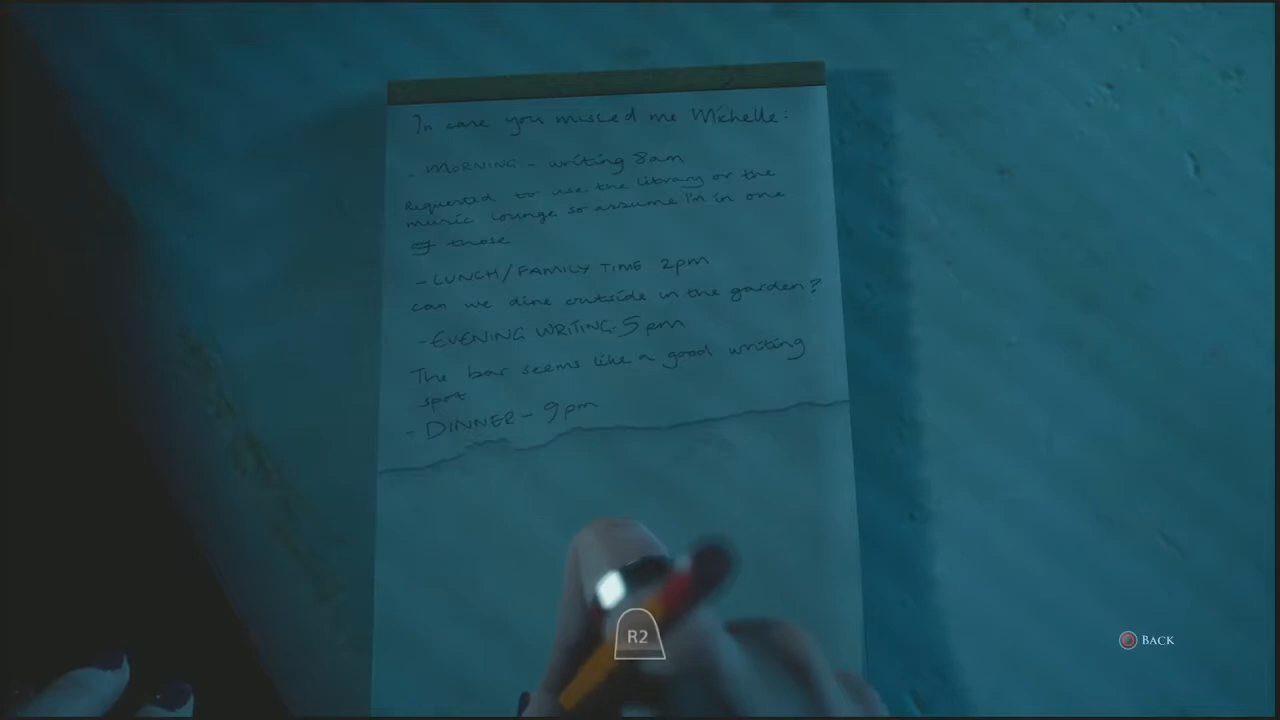 In case you missed me Michelle:
- MORNING - writing 8am
Requested to use the library or the
music lounge so assume I'm in one
of those
- LUNCH/FAMILY TIME 2pm
can we dine outside in the garden?
- EVENING WRITING - 5pm
The bar seems like a good writing
spot
- DINNER - 9pm
R2
BACK